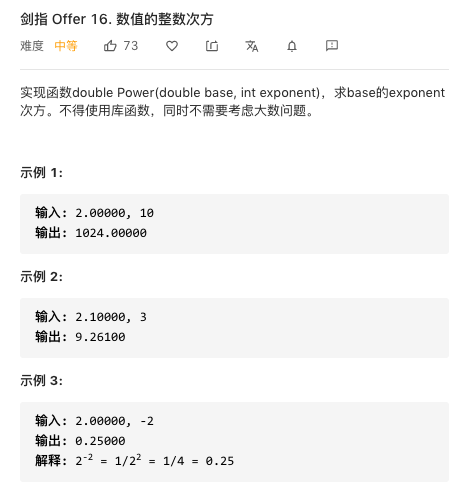 剑指 Offer 16. 数值的整数次方
难度 中等 73
实现函数double Power(double base, int exponent)，求base的exponent
次方。不得使用库函数，同时不需要考虑大数问题。
示例 1:
输入: 2.00000, 10
输出: 1024.00000
示例 2:
输入: 2.10000, 3
输出: 9.26100
示例 3:
输入: 2.00000, -2
输出: 0.25000
解释: 2⁻² = 1/2² = 1/4 = 0.25